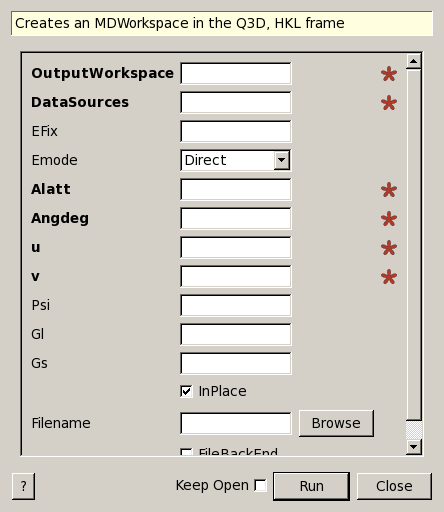 Creates an MDWorkspace in the Q3D, HKL frame
OutputWorkspace
DataSources
EFix
Emode Direct
Alatt
Angdeg
u
v
Psi
Gl
Gs
InPlace
Filename Browse
FileBackEnd
? Keep Open Run Close